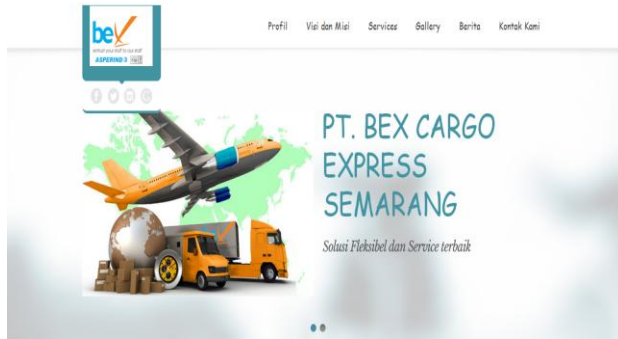 bex
ASPERINDO
Profil Visi dan Misi Services Gallery Berita Kontak Kami
PT. BEX CARGO
EXPRESS
SEMARANG
Solusi Fleksibel dan Service terbaik